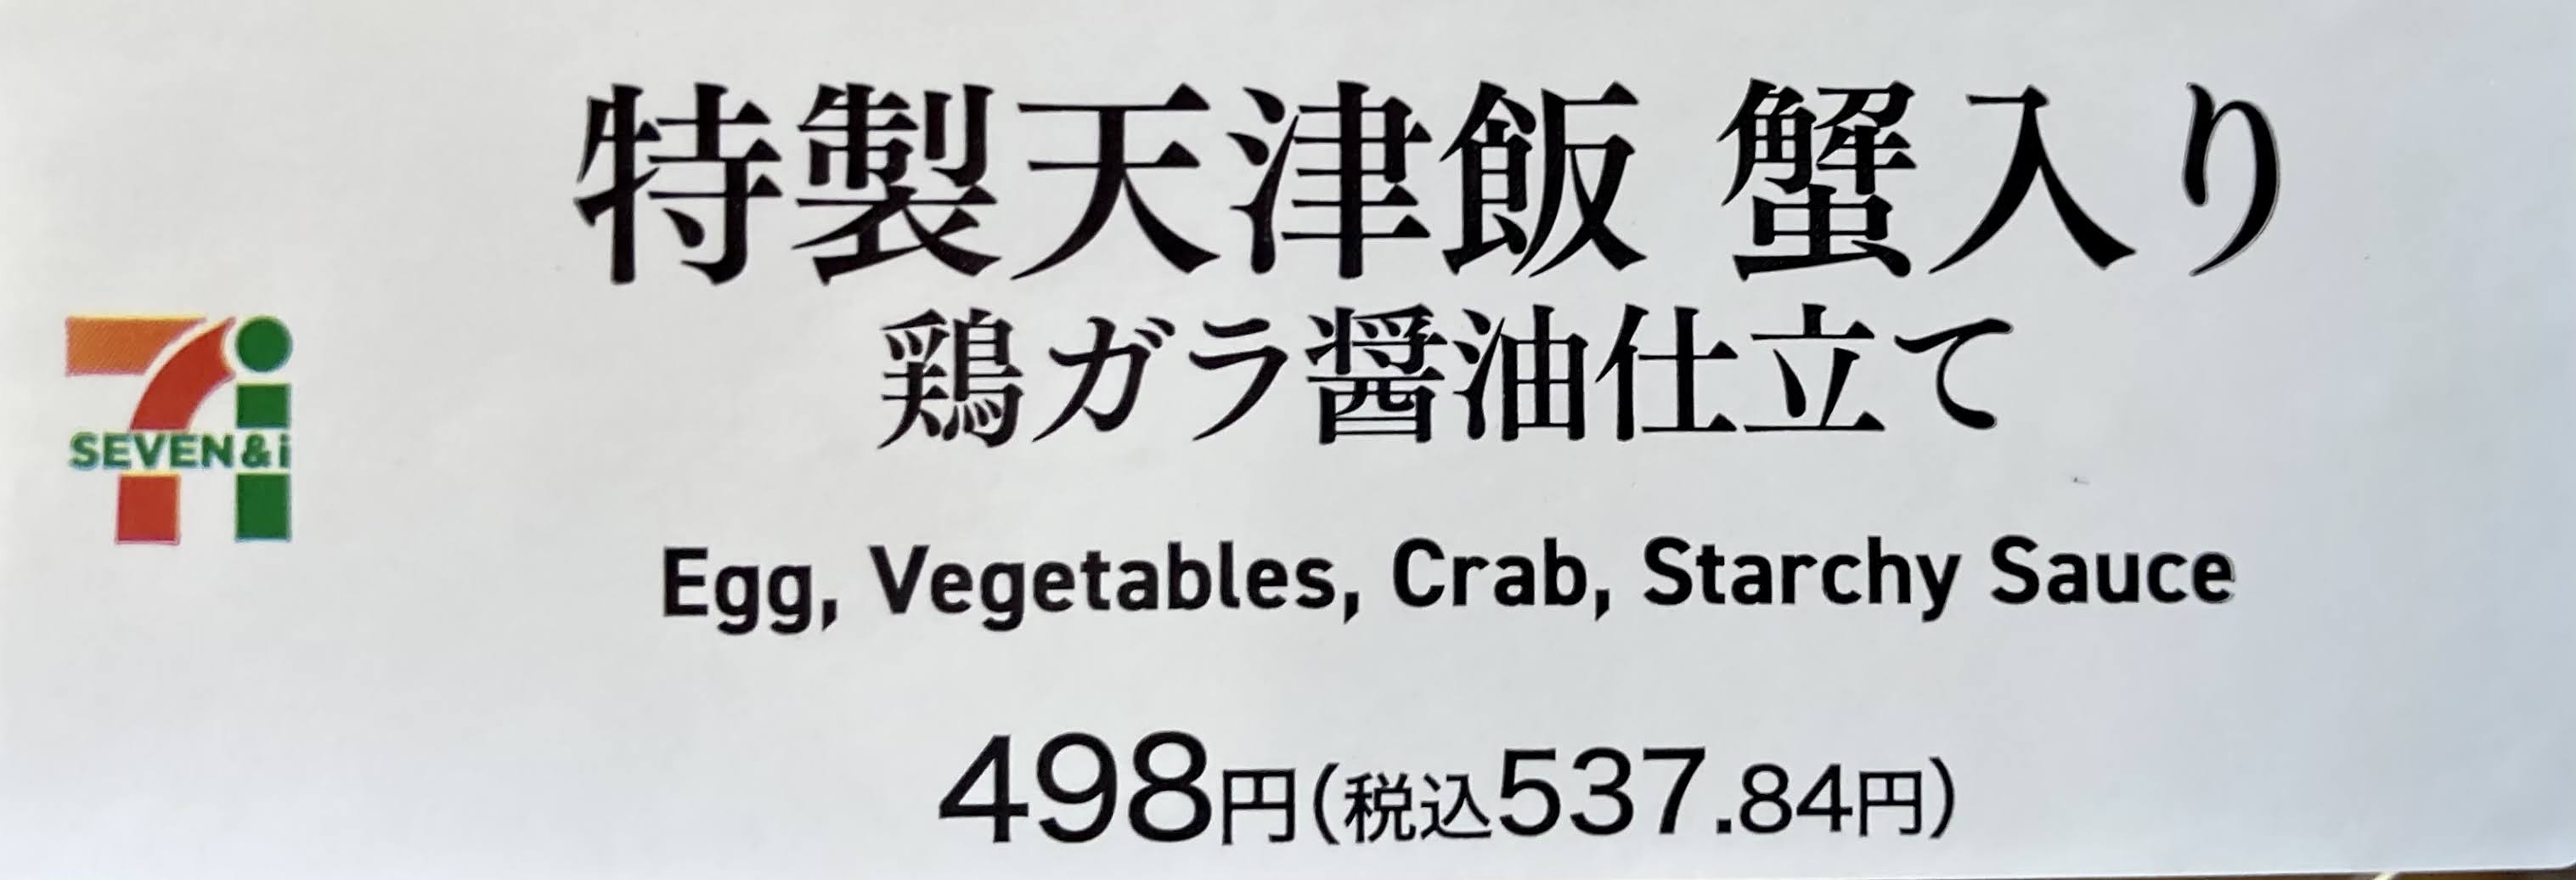 特製天津飯 蟹入り
鶏ガラ醤油仕立て
SEVEN&i
Egg, Vegetables, Crab, Starchy Sauce
498円(税込537.84円)